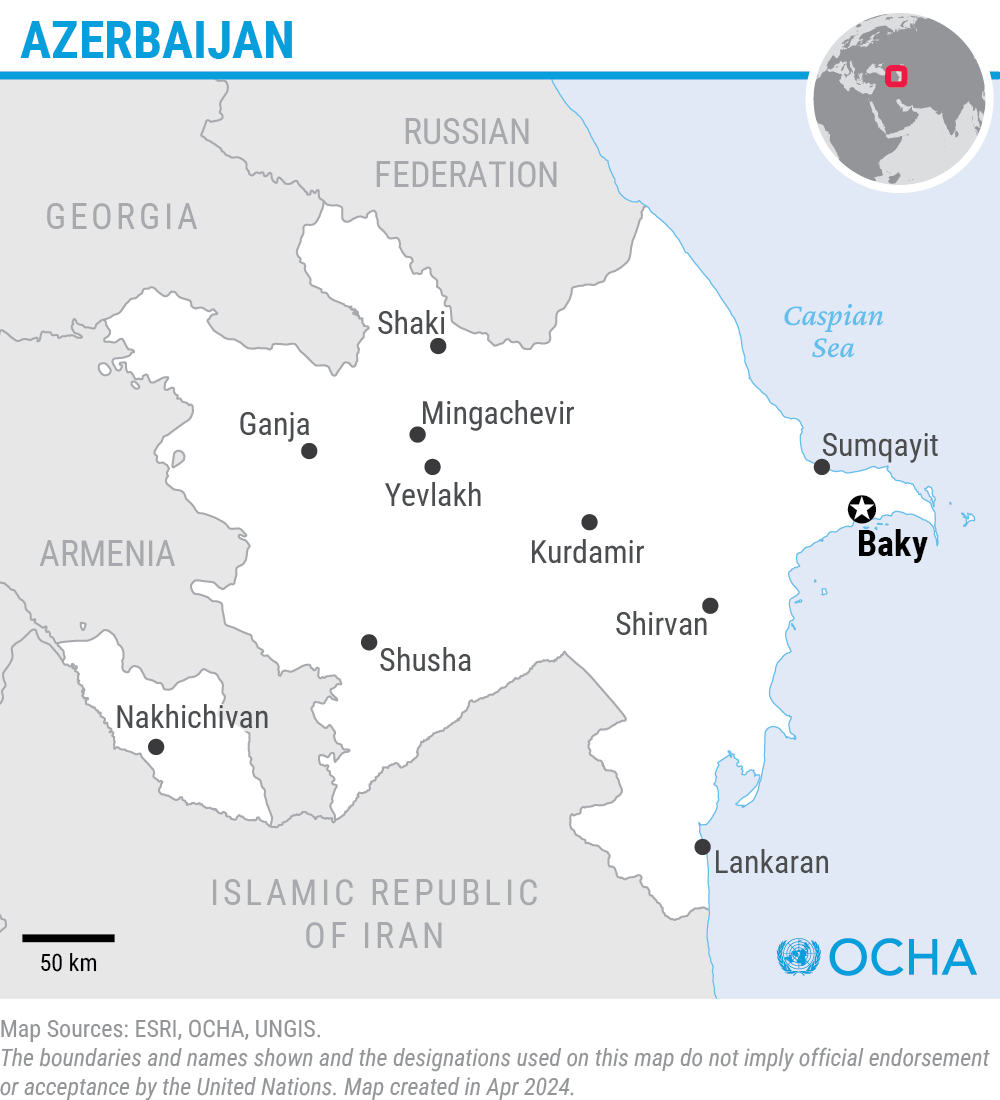 AZERBAIJAN
RUSSIAN
FEDERATION
GEORGIA
Caspian
Sea
Shaki
Mingachevir
Ganja
Sumqayit
Yevlakh
Baky
Kurdamir
ARMENIA
Shirvan
Shusha
Nakhichivan
Lankaran
ISLAMIC REPUBLIC
OF IRAN
50 km
OCHA
Map Sources: ESRI, OCHA, UNGIS.
The boundaries and names shown and the designations used on this map do not imply official endorsement
or acceptance by the United Nations. Map created in Apr 2024.